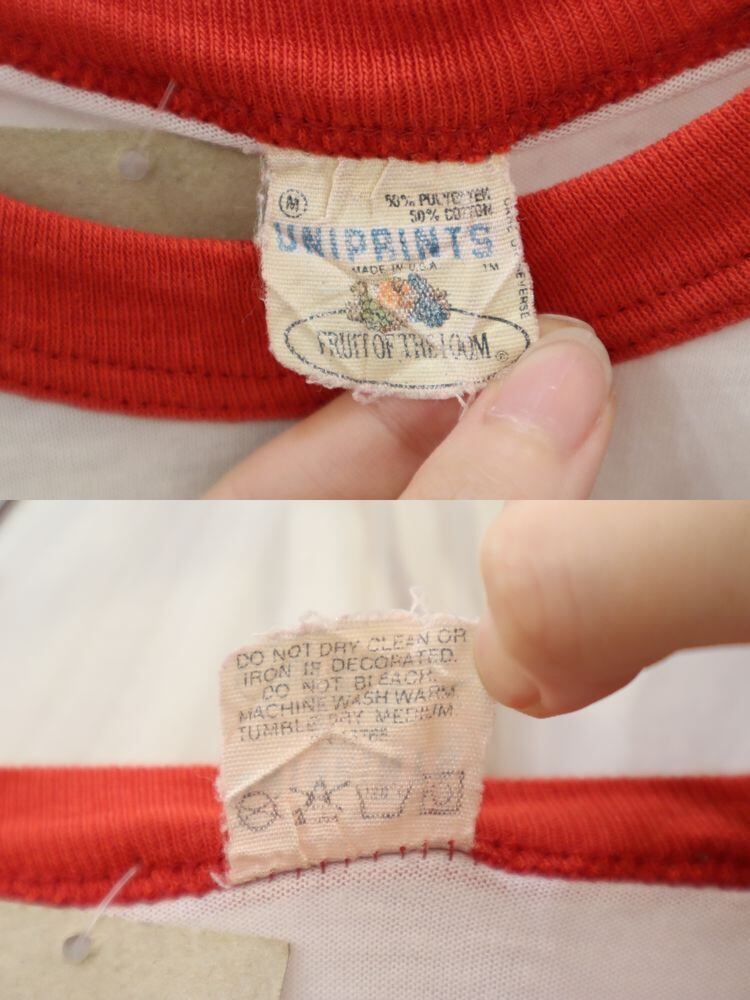 M
50% POLYESTER
50% COTTON
UNIPRINTS
MADE IN U.S.A
TM
REVERSE
FRUIT OF THE LOOM ®
DO NOT DRY CLEAN OR
IRON IF DECORATED.
DO NOT BLEACH.
MACHINE WASH WARM
TUMBLE DRY MEDIUM